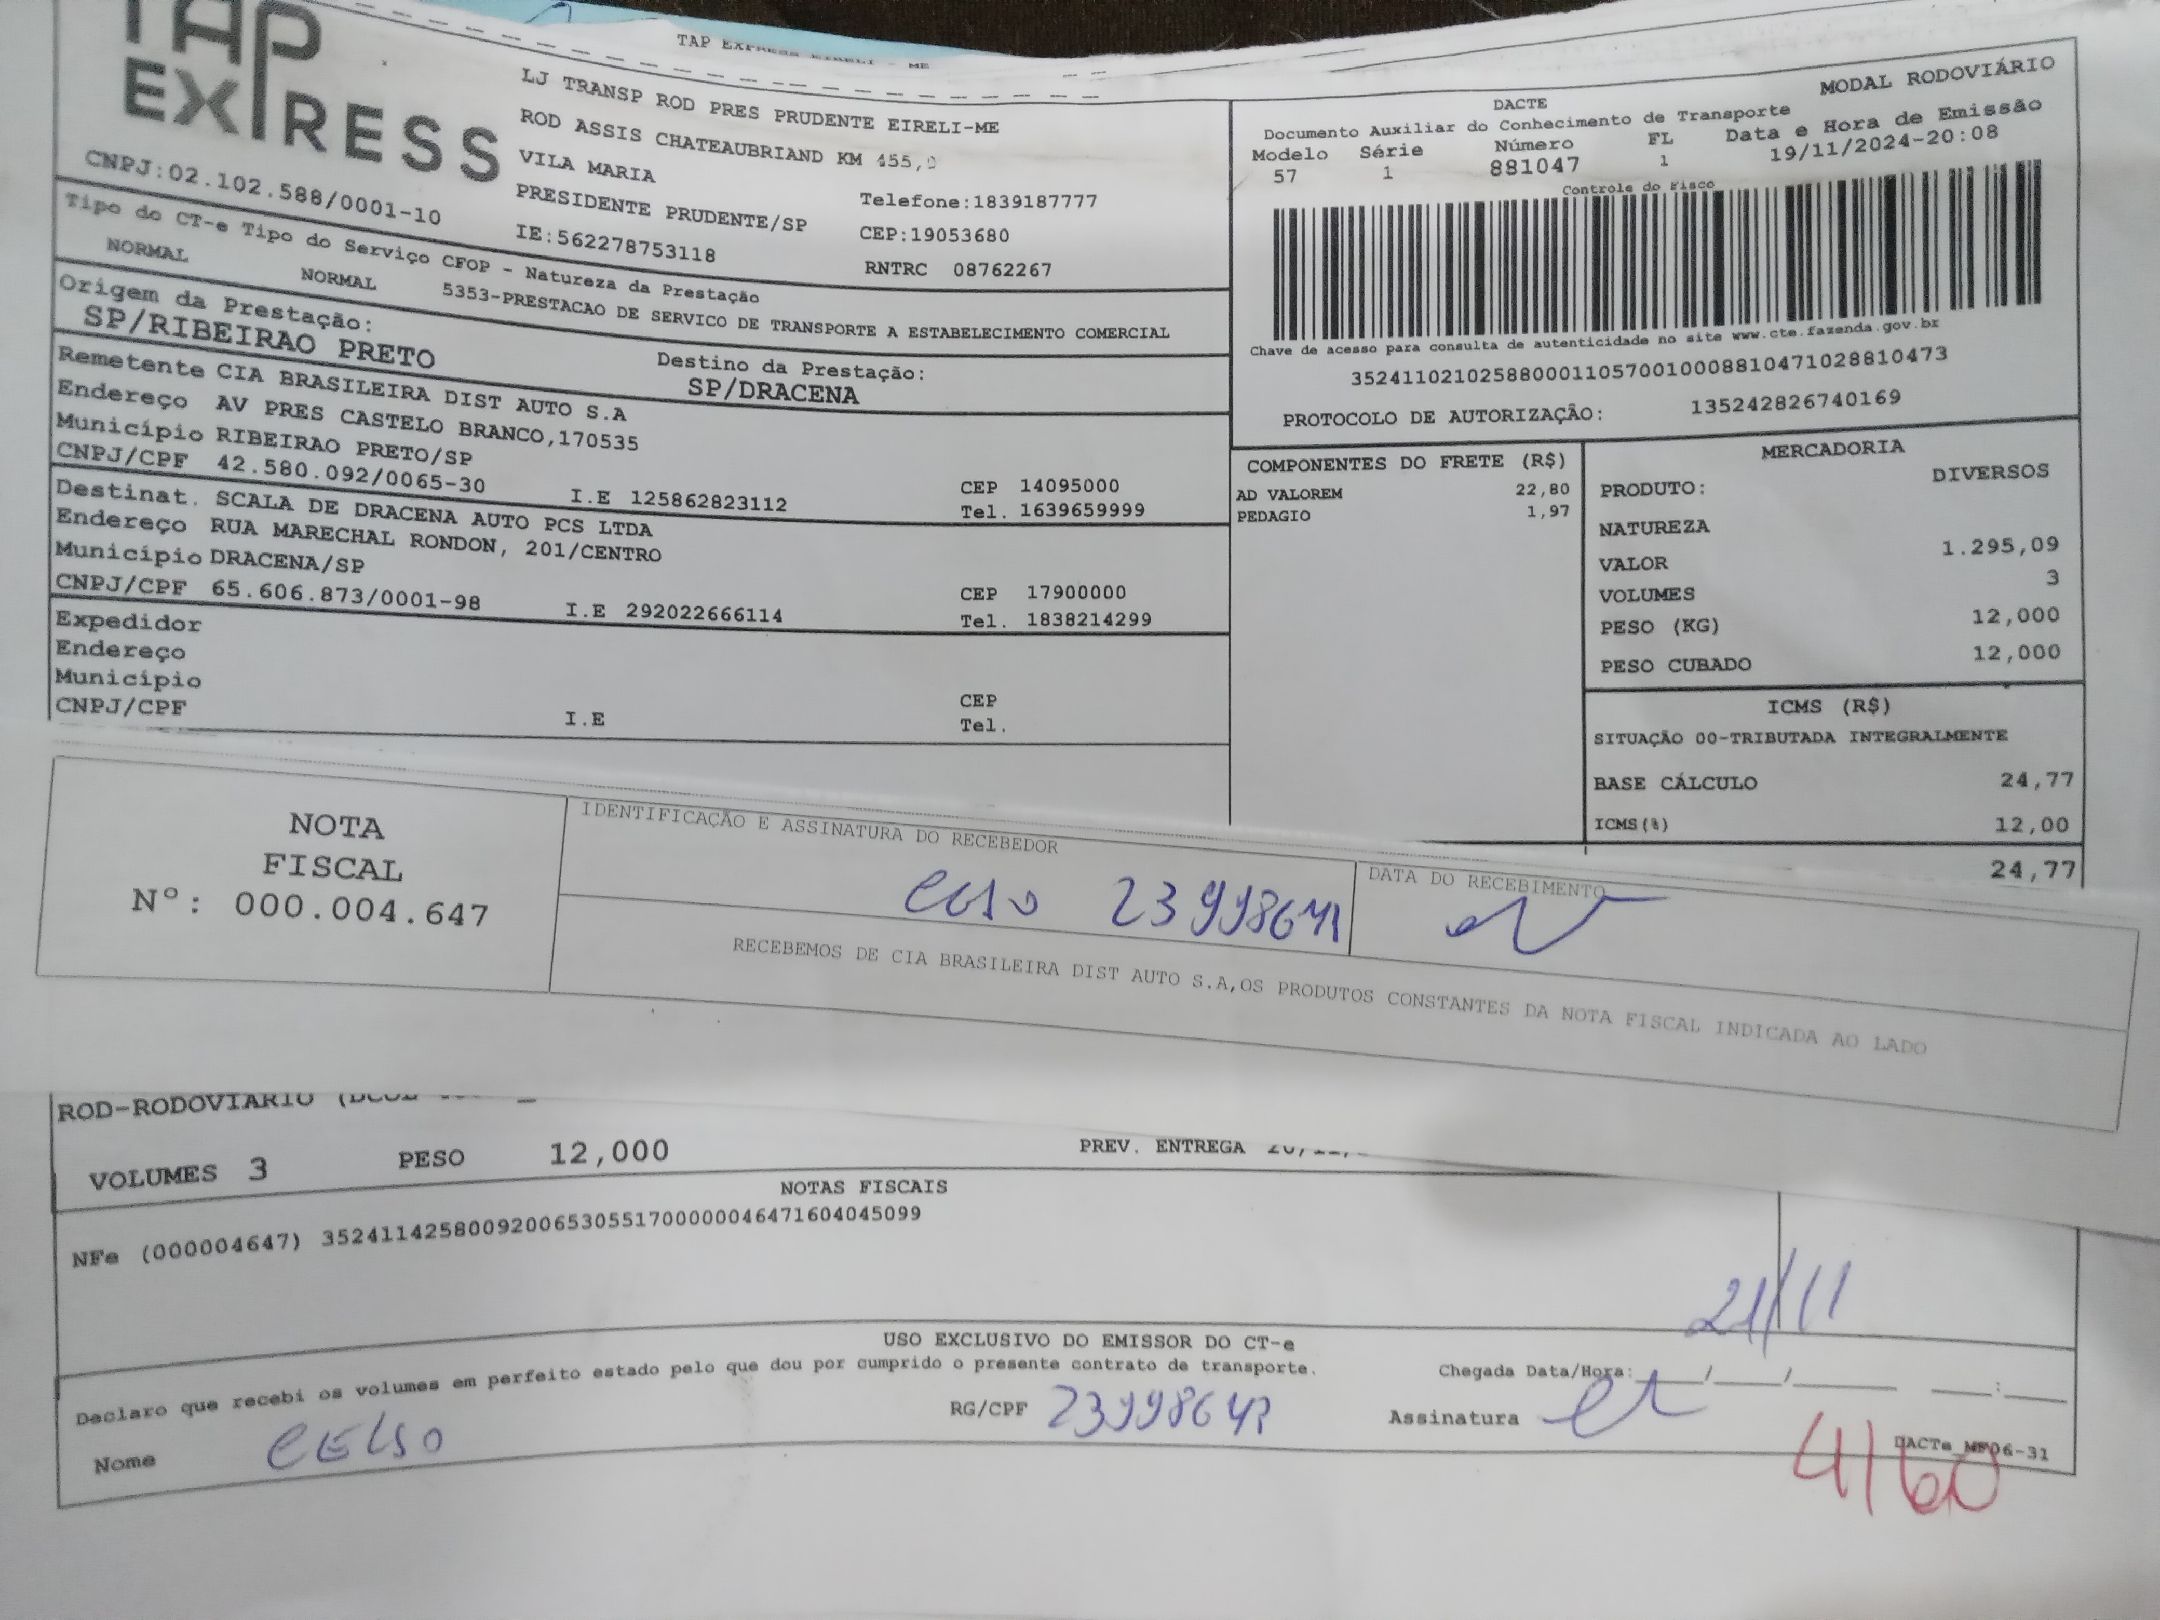 TAP EXPRESS EIRELI - ME
TAP
EXPRESS
CNPJ:02.102.588/0001-10
LJ TRANSP ROD PRES PRUDENTE EIRELI-ME
ROD ASSIS CHATEAUBRIAND KM 455,0
VILA MARIA
PRESIDENTE PRUDENTE/SP
IE:562278753118
Telefone:1839187777
CEP:19053680
RNTRC 08762267
Tipo do CT-e Tipo do Serviço CFOP - Natureza da Prestação
NORMAL NORMAL 5353-PRESTACAO DE SERVICO DE TRANSPORTE A ESTABELECIMENTO COMERCIAL
Origem da Prestação:
SP/RIBEIRAO PRETO
Destino da Prestação:
SP/DRACENA
Remetente CIA BRASILEIRA DIST AUTO S.A
Endereço AV PRES CASTELO BRANCO,170535
Município RIBEIRAO PRETO/SP CEP 14095000
CNPJ/CPF 42.580.092/0065-30 I.E 125862823112 Tel. 1639659999
Destinat. SCALA DE DRACENA AUTO PCS LTDA
Endereço RUA MARECHAL RONDON, 201/CENTRO
Município DRACENA/SP CEP 17900000
CNPJ/CPF 65.606.873/0001-98 I.E 292022666114 Tel. 1838214299
Expedidor
Endereço
Município CEP
CNPJ/CPF I.E Tel.
MODAL RODOVIÁRIO
DACTE
Documento Auxiliar do Conhecimento de Transporte
Modelo Série Número FL Data e Hora de Emissão
57 1 881047 1 19/11/2024-20:08
Controle do Fisco
Chave de acesso para consulta de autenticidade no site www.cte.fazenda.gov.br
35241102102588000110570010008810471028810473
PROTOCOLO DE AUTORIZAÇÃO: 135242826740169
COMPONENTES DO FRETE (R$)
AD VALOREM 22,80
PEDAGIO 1,97
MERCADORIA
PRODUTO: DIVERSOS
NATUREZA
VALOR 1.295,09
VOLUMES 3
PESO (KG) 12,000
PESO CUBADO 12,000
ICMS (R$)
SITUAÇÃO 00-TRIBUTADA INTEGRALMENTE
BASE CÁLCULO 24,77
ICMS(%) 12,00
24,77
NOTA
FISCAL
Nº: 000.004.647
IDENTIFICAÇÃO E ASSINATURA DO RECEBEDOR
CELSO 23998643
DATA DO RECEBIMENTO
RECEBEMOS DE CIA BRASILEIRA DIST AUTO S.A,OS PRODUTOS CONSTANTES DA NOTA FISCAL INDICADA AO LADO
ROD-RODOVIARIO
VOLUMES 3 PESO 12,000 PREV. ENTREGA
NOTAS FISCAIS
NFe (000004647) 35241142580092006530551700000046471604045099
21/11
USO EXCLUSIVO DO EMISSOR DO CT-e
Declaro que recebi os volumes em perfeito estado pelo que dou por cumprido o presente contrato de transporte.
Chegada Data/Hora:___/____/______ ____:____
Nome CELSO RG/CPF 23998643 Assinatura
DACTe_MF06-31
4160